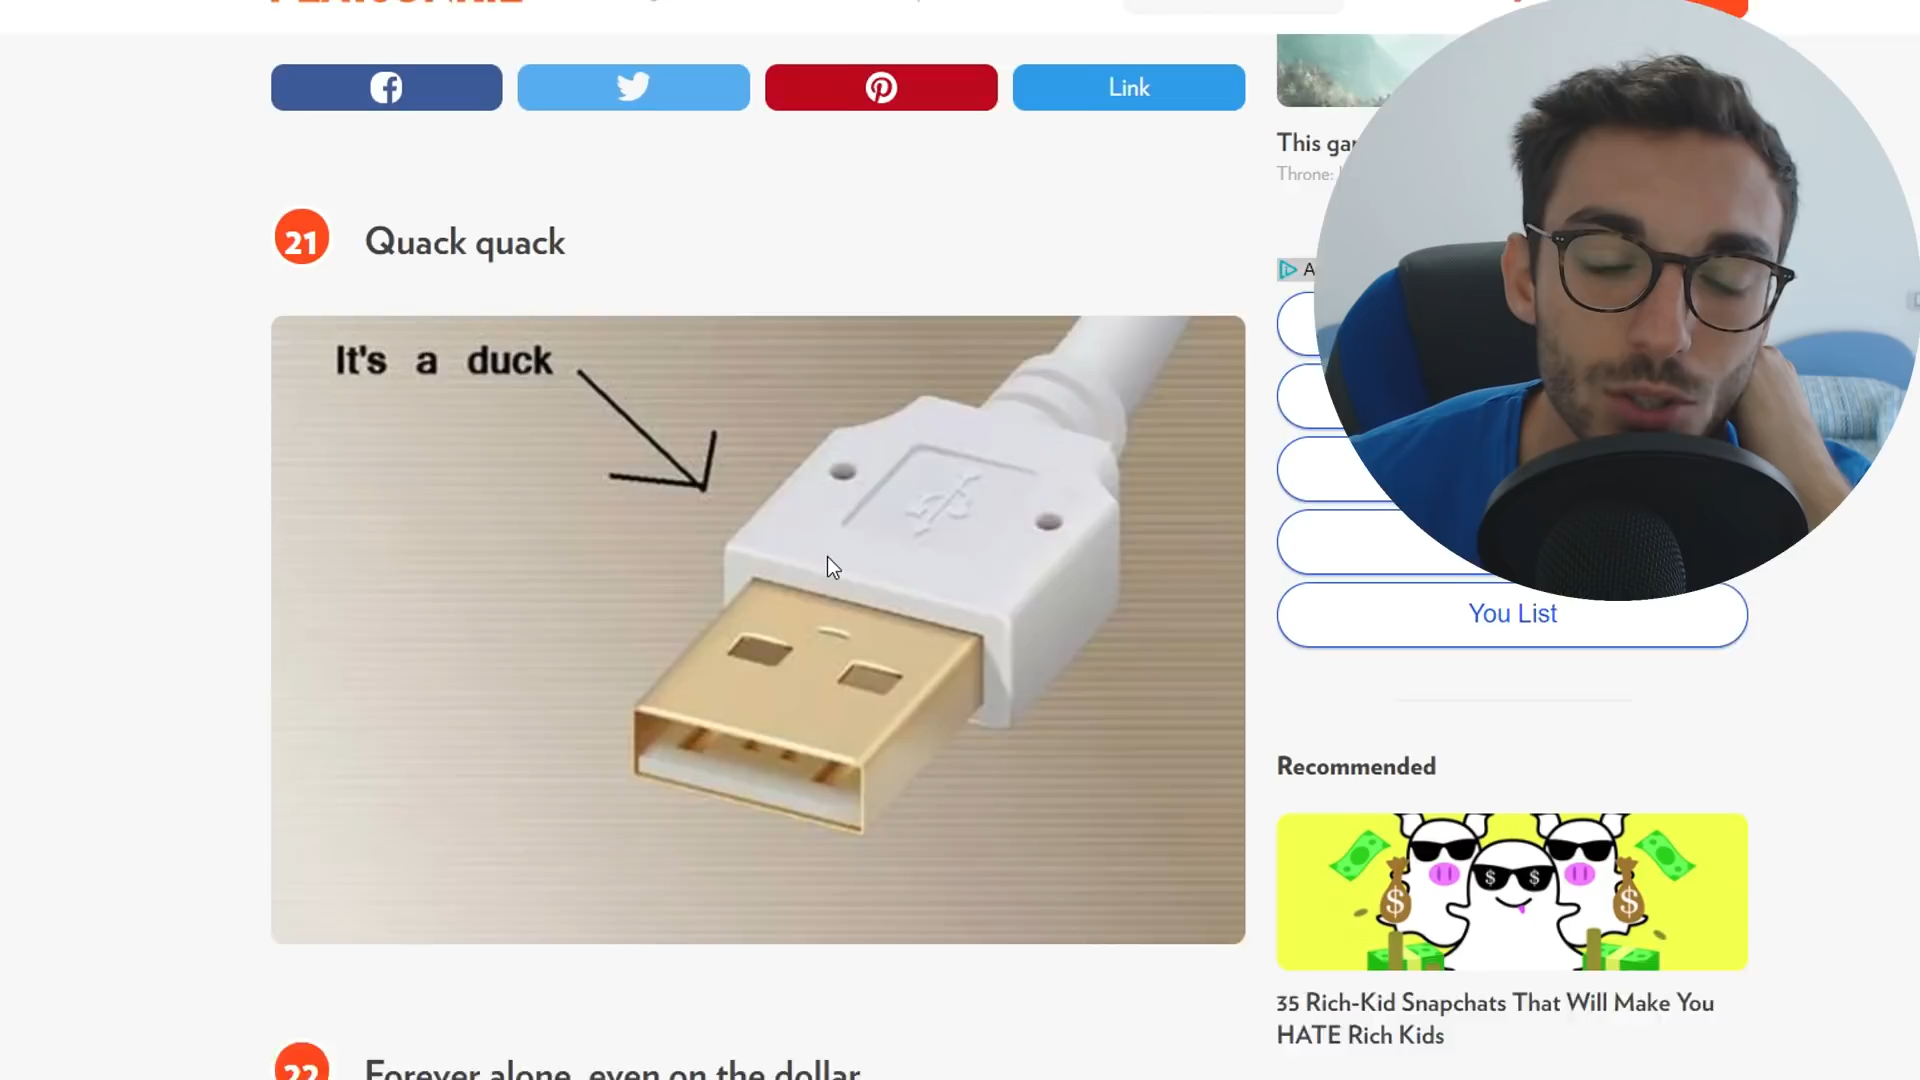 Link
This
Throne:
21
Quack quack
It's a duck
You List
Recommended
35 Rich-Kid Snapchats That Will Make You
HATE Rich Kids
22
Forever alone, even on the dollar